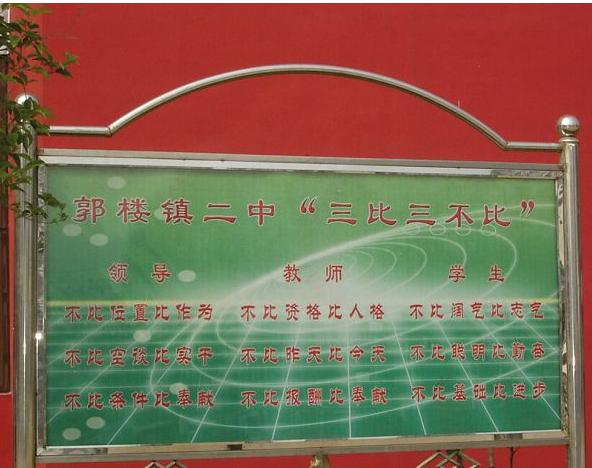 郭楼镇二中“三比三不比”
领导 教师 学生
不比位置比作为 不比资格比人格 不比阔气比志气
不比空谈比实干 不比昨天比今天 不比聪明比勤奋
不比条件比奉献 不比报酬比奉献 不比基础比进步